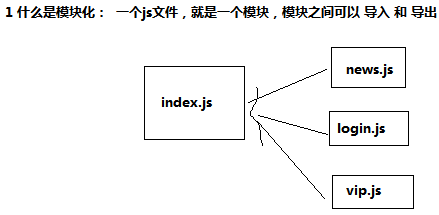 1 什么是模块化： 一个js文件，就是一个模块，模块之间可以 导入 和 导出
news.js
index.js
login.js
vip.js